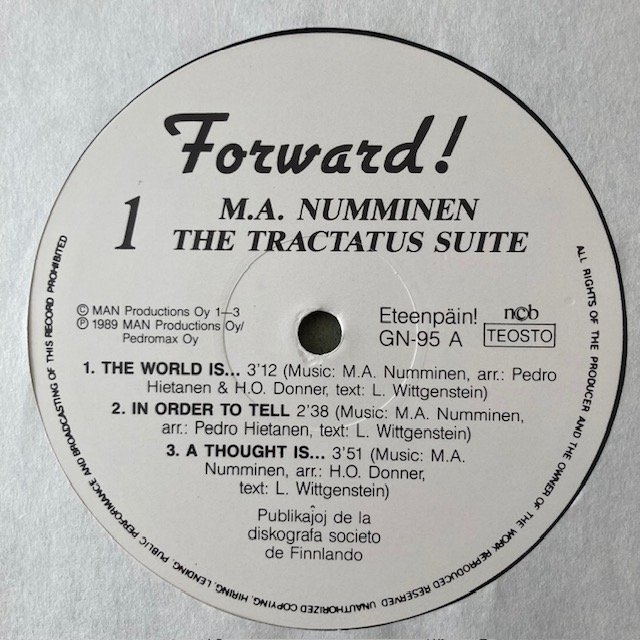 Forward!
1
M.A. NUMMINEN
THE TRACTATUS SUITE
© MAN Productions Oy 1—3
℗ 1989 MAN Productions Oy/
Pedromax Oy
Eteenpäin!
GN-95 A
ncb
TEOSTO
1. THE WORLD IS... 3'12 (Music: M.A. Numminen, arr.: Pedro
Hietanen & H.O. Donner, text: L. Wittgenstein)
2. IN ORDER TO TELL 2'38 (Music: M.A. Numminen,
arr.: Pedro Hietanen, text: L. Wittgenstein)
3. A THOUGHT IS... 3'51 (Music: M.A.
Numminen, arr.: H.O. Donner,
text: L. Wittgenstein)
Publikaĵoj de la
diskografa societo
de Finnlando
ALL RIGHTS OF THE PRODUCER AND THE OWNER OF THE WORK REPRODUCED RESERVED UNAUTHORIZED COPYING, HIRING, LENDING, PUBLIC PERFORMANCE AND BROADCASTING OF THIS RECORD PROHIBITED